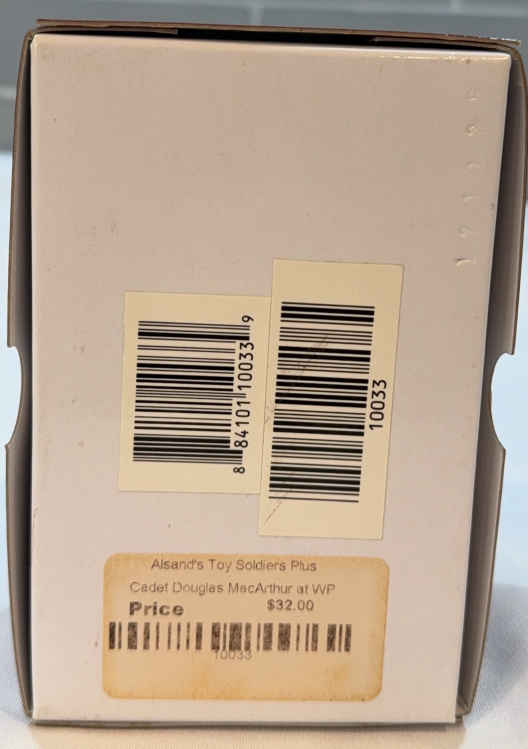 8 84101 10033 9
10033
Alsand's Toy Soldiers Plus
Cadet Douglas MacArthur at WP
Price $32.00
10033